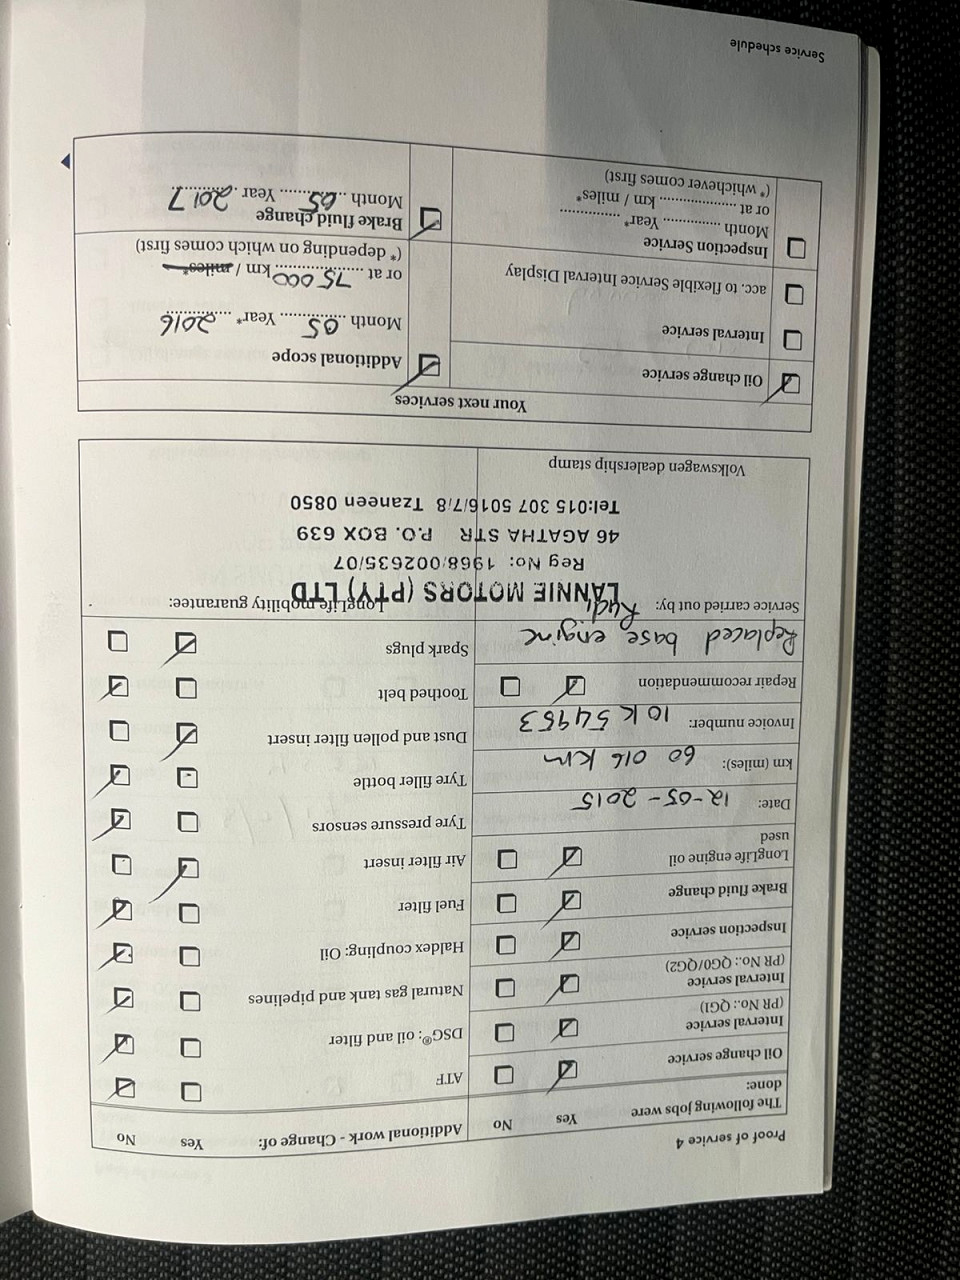 Proof of service 4
The following jobs were done: Yes No
Oil change service
Interval service
(PR No.: QG1)
Interval service
(PR No.: QG0/QG2)
Inspection service
Brake fluid change
LongLife engine oil
used
Date: 12-05-2015
km (miles): 60 016 km
Invoice number: 10K54953
Repair recommendation
Replaced base engine
Service carried out by: Rudi
Additional work - Change of: Yes No
ATF
DSG®: oil and filter
Natural gas tank and pipelines
Haldex coupling: Oil
Fuel filter
Air filter insert
Tyre pressure sensors
Tyre filler bottle
Dust and pollen filter insert
Toothed belt
Spark plugs
LongLife mobility guarantee:
LANNIE MOTORS (PTY) LTD
Reg No: 1968/002635/07
46 AGATHA STR P.O. BOX 639
Tel:015 307 5016/7/8 Tzaneen 0850
Volkswagen dealership stamp
Your next services
Oil change service
Interval service
acc. to flexible Service Interval Display
Inspection Service
Month ............... Year* ...............
or at .................... km / miles*
(* whichever comes first)
Additional scope
Month 05 Year* 2016
or at 75 000 km / miles*
(* depending on which comes first)
Brake fluid change
Month 05 Year 2017
Service schedule